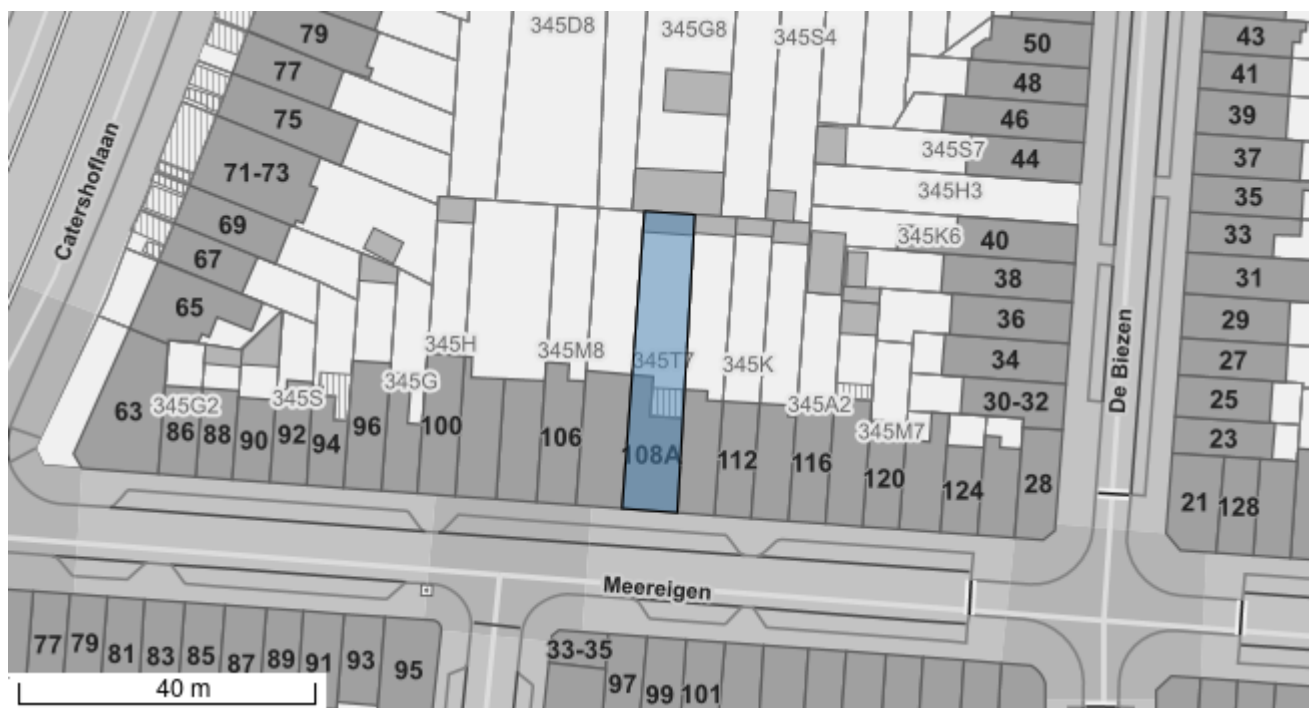 345D8
345G8
345S4
79
77
75
71-73
69
67
65
63
Catershoflaan
50
48
46
44
345S7
345H3
345K6
40
38
36
34
30-32
28
De Biezen
43
41
39
37
35
33
31
29
27
25
23
21
128
345H
345M8
345T7
345K
345G2
345S
345G
345A2
345M7
86
88
90
92
94
96
100
106
108A
112
116
120
124
Meereigen
77
79
81
83
85
87
89
91
93
95
33-35
97
99
101
40 m